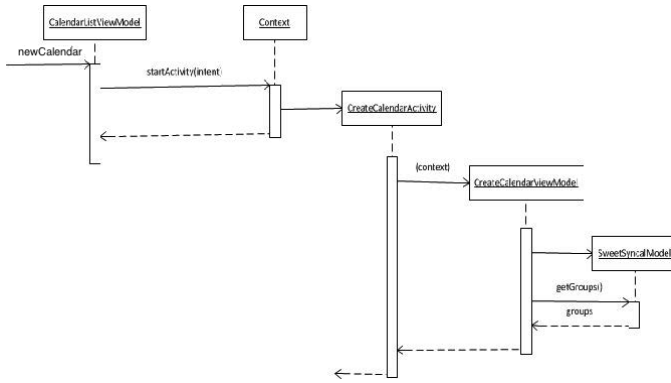 CalendarListViewModel
Context
newCalendar
startActivity(intent)
CreateCalendarActivity
(context)
CreateCalendarViewModel
SweetSyncalModel
getGroups()
groups